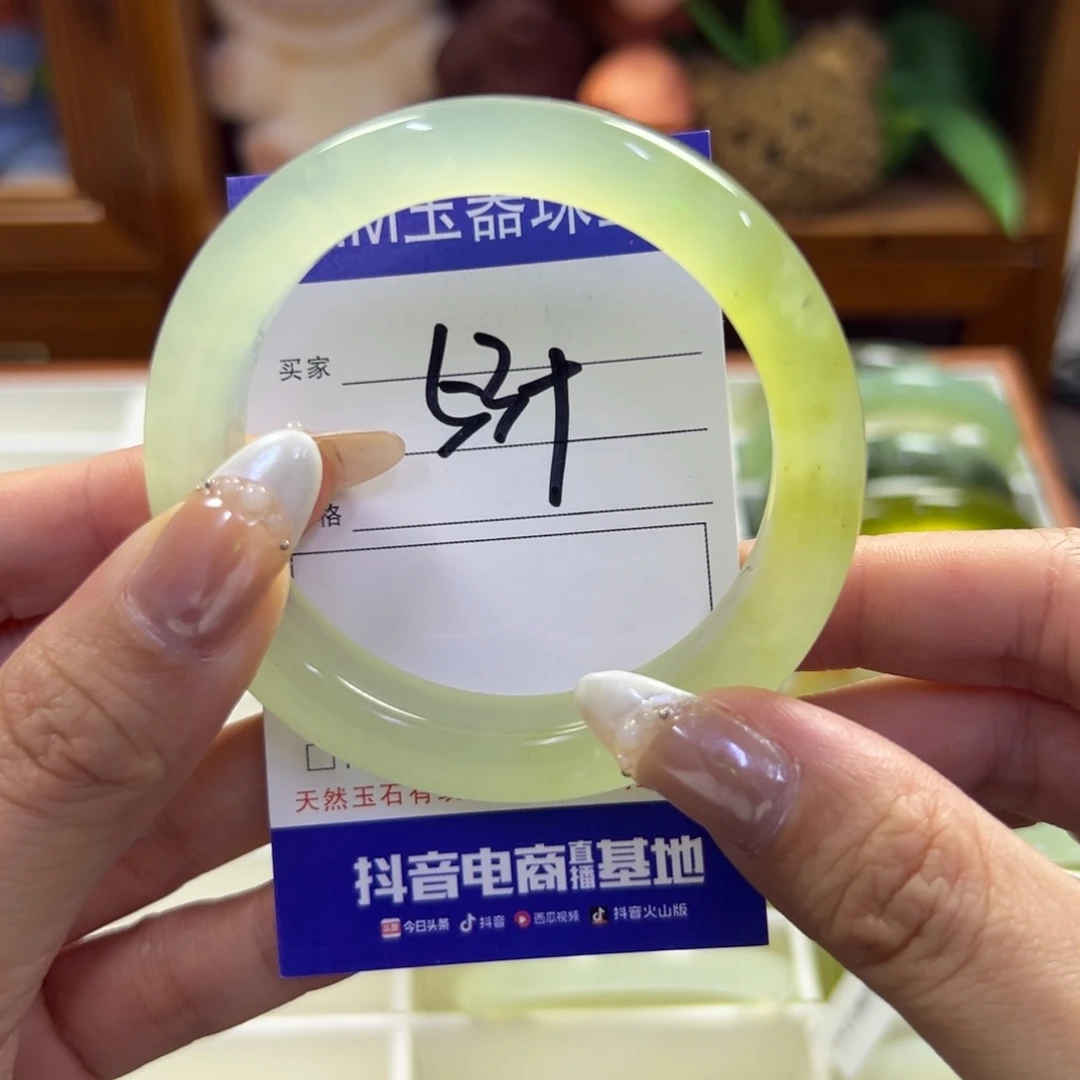 玉器珠
买家
格
天然玉石有
抖音电商直播基地
今日头条 抖音 西瓜视频 抖音火山版